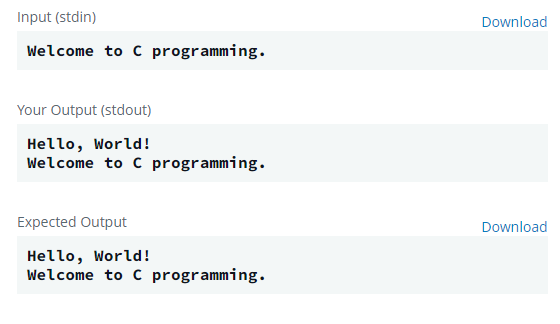 Input (stdin)
Download
Welcome to C programming.
Your Output (stdout)
Hello, World!
Welcome to C programming.
Expected Output
Download
Hello, World!
Welcome to C programming.